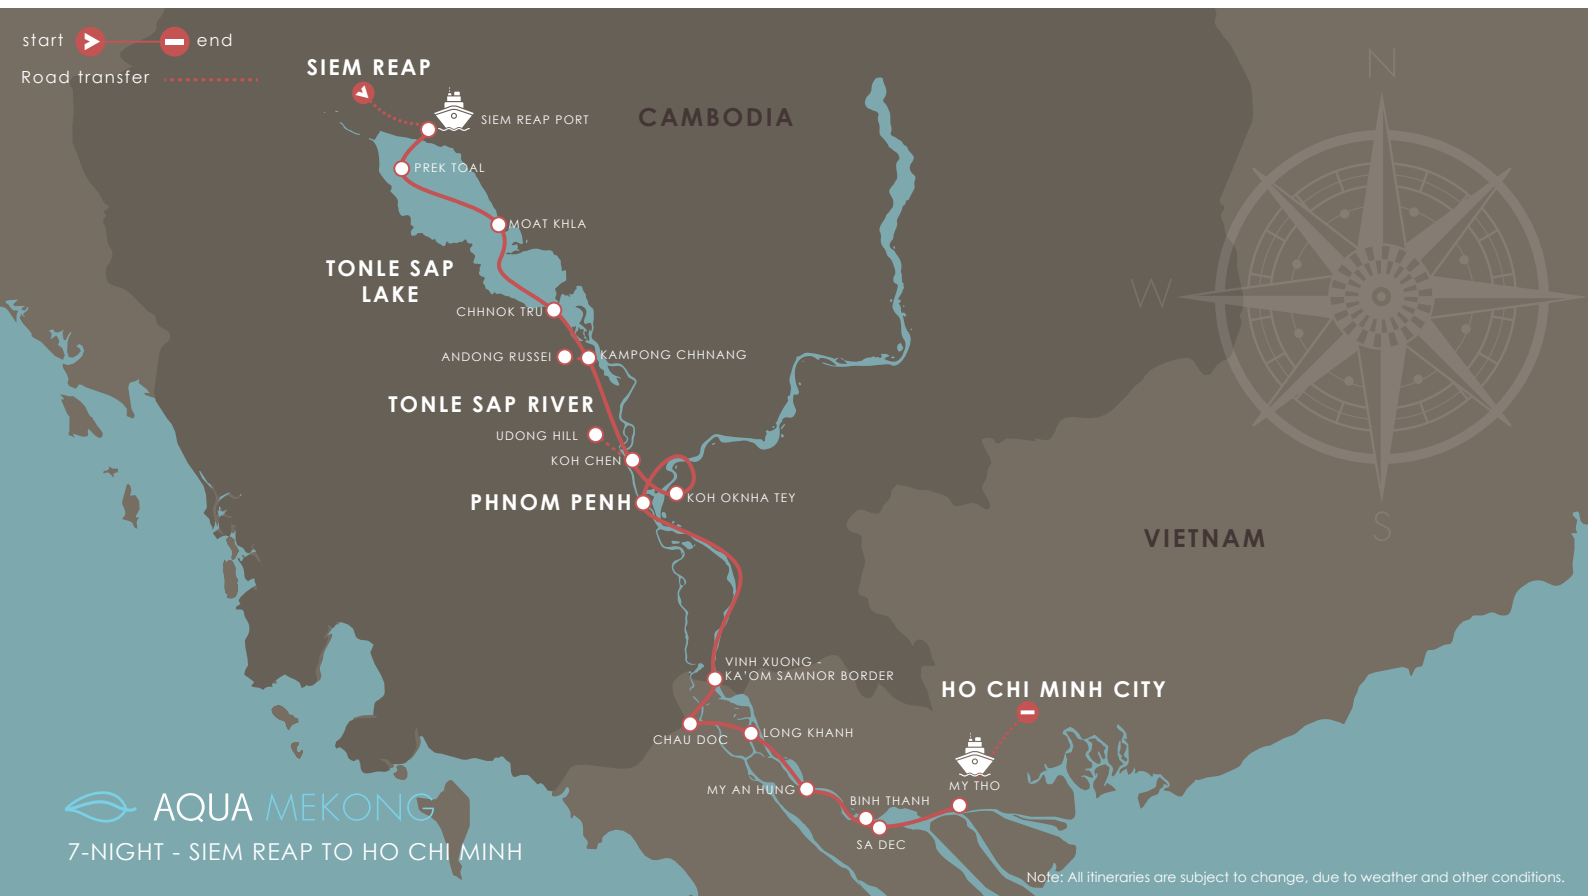 start
end
Road transfer
SIEM REAP
SIEM REAP PORT
CAMBODIA
PREK TOAL
MOAT KHLA
TONLE SAP
LAKE
CHHNOK TRU
ANDONG RUSSEI
KAMPONG CHHNANG
TONLE SAP RIVER
UDONG HILL
KOH CHEN
PHNOM PENH
KOH OKNHA TEY
N
W
S
VIETNAM
VINH XUONG -
KA'OM SAMNOR BORDER
HO CHI MINH CITY
CHAU DOC
LONG KHANH
MY AN HUNG
BINH THANH
MY THO
SA DEC
AQUA MEKONG
7-NIGHT - SIEM REAP TO HO CHI MINH
Note: All itineraries are subject to change, due to weather and other conditions.